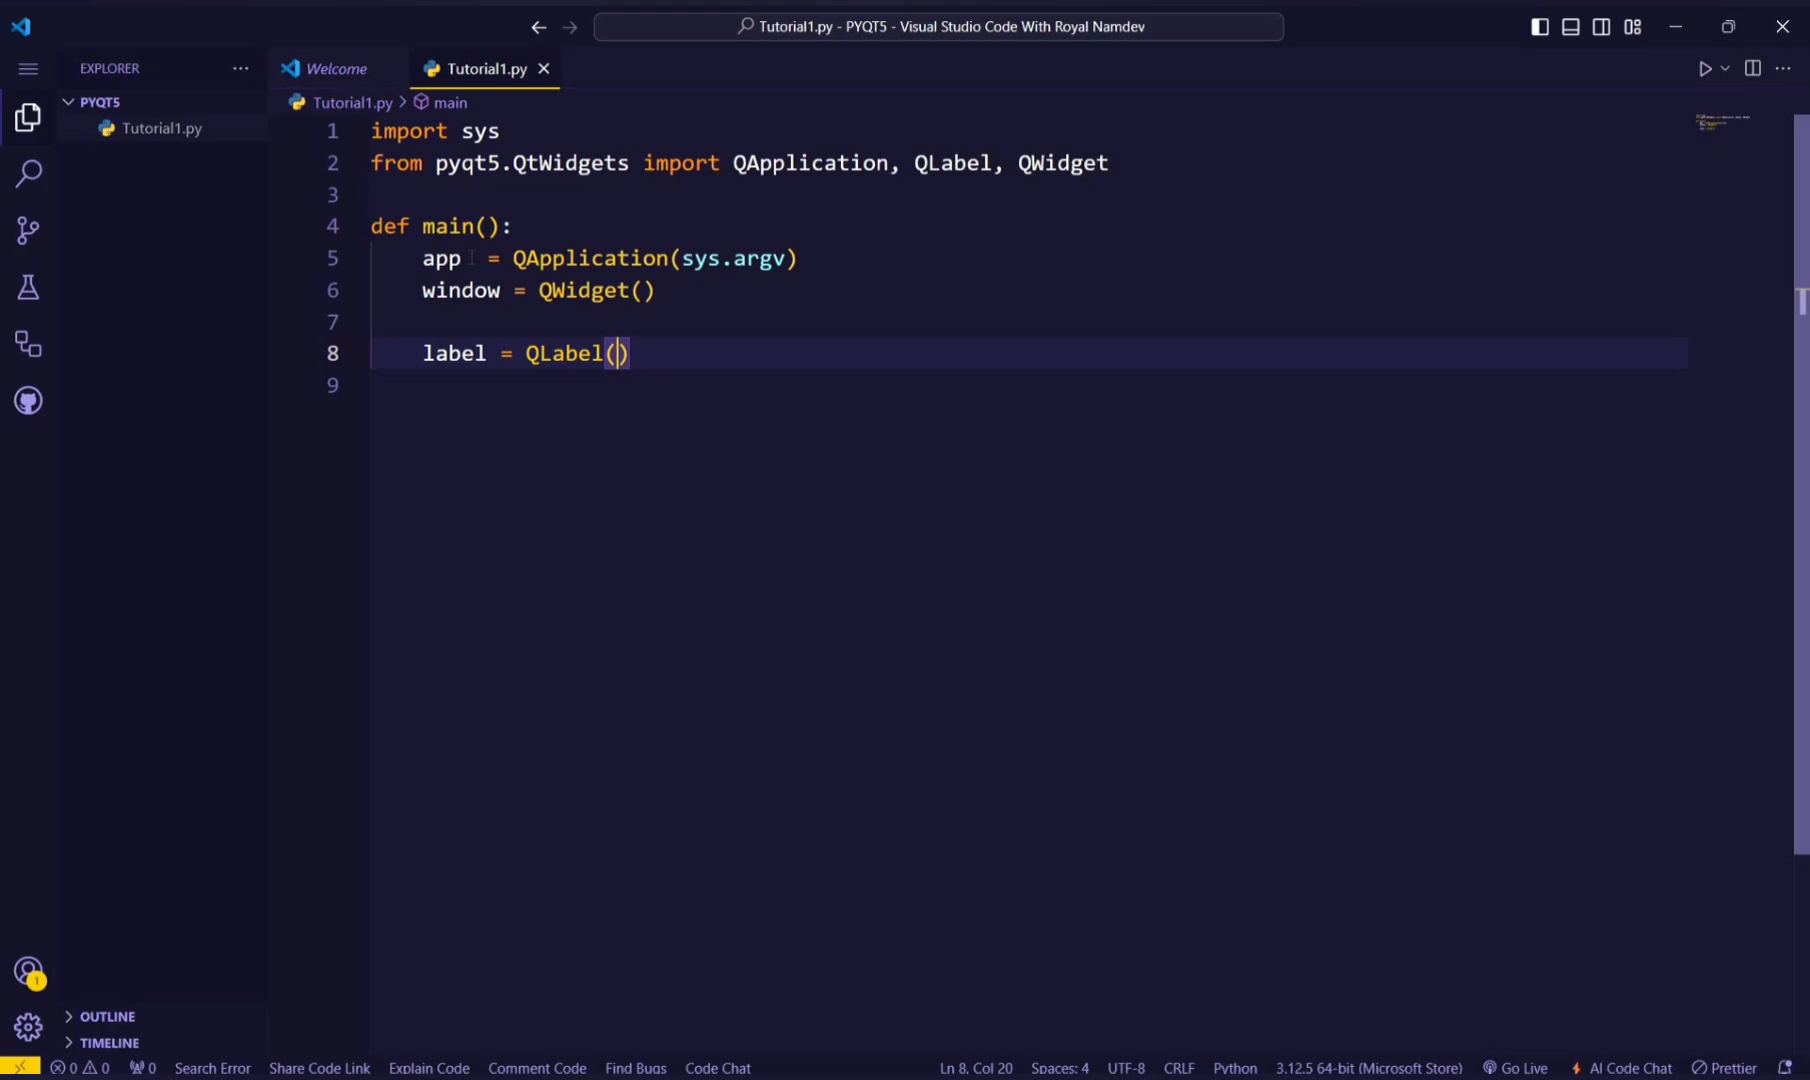 Tutorial1.py - PYQT5 - Visual Studio Code With Royal Namdev
EXPLORER
Welcome
Tutorial1.py
PYQT5
Tutorial1.py
Tutorial1.py > main
1 import sys
2 from pyqt5.QtWidgets import QApplication, QLabel, QWidget
3
4 def main():
5 app = QApplication(sys.argv)
6 window = QWidget()
7
8 label = QLabel()
9
1
OUTLINE
TIMELINE
0 0 0 Search Error Share Code Link Explain Code Comment Code Find Bugs Code Chat Ln 8, Col 20 Spaces: 4 UTF-8 CRLF Python 3.12.5 64-bit (Microsoft Store) Go Live AI Code Chat Prettier